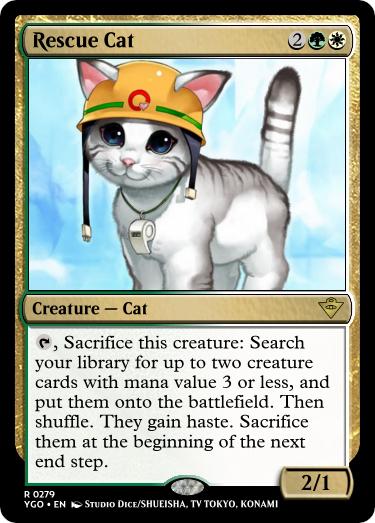 Rescue Cat 2
Creature — Cat
, Sacrifice this creature: Search
your library for up to two creature
cards with mana value 3 or less, and
put them onto the battlefield. Then
shuffle. They gain haste. Sacrifice
them at the beginning of the next
end step.
2/1
R 0279
YGO • EN Studio Dice/SHUEISHA, TV TOKYO, KONAMI